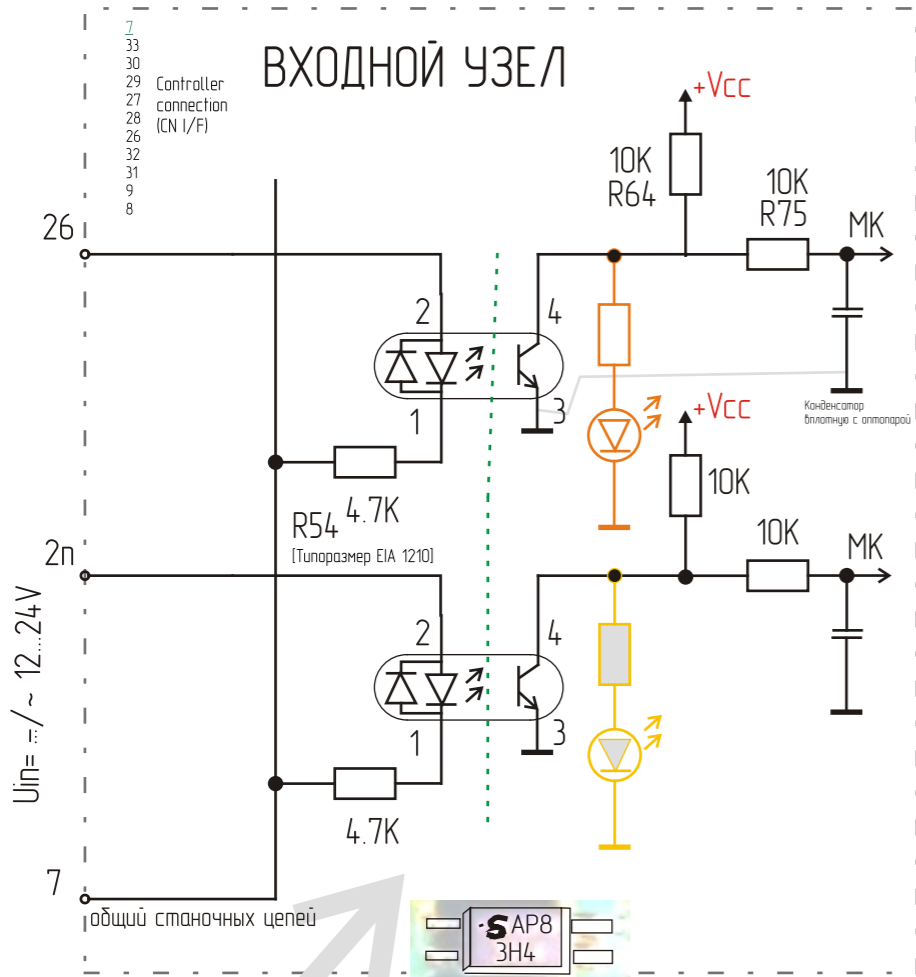 7
33
30
29
27
28
26
32
31
9
8
Controller
connection
(CN I/F)
ВХОДНОЙ УЗЕЛ
+Vcc
10K
R64
10K
R75
МК
26
2
4
1
3
Конденсатор
вплотную с оптопарой
+Vcc
R54
4.7K
[Типоразмер EIA 1210]
10K
10K
МК
2п
2
4
1
3
4.7K
Uin= =/~ 12...24V
7
общий станочных цепей
S AP8
3H4